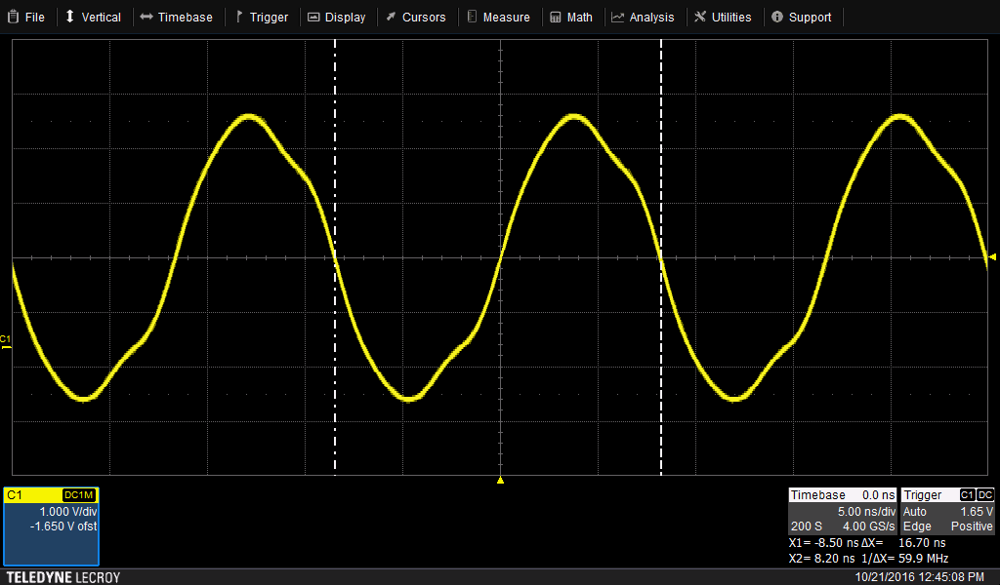 File Vertical Timebase Trigger Display Cursors Measure Math Analysis Utilities Support
C1
C1 DC1M
1.000 V/div
-1.650 V ofst
Timebase 0.0 ns
5.00 ns/div
200 S 4.00 GS/s
Trigger C1 DC
Auto 1.65 V
Edge Positive
X1= -8.50 ns ΔX= 16.70 ns
X2= 8.20 ns 1/ΔX= 59.9 MHz
TELEDYNE LECROY
10/21/2016 12:45:08 PM